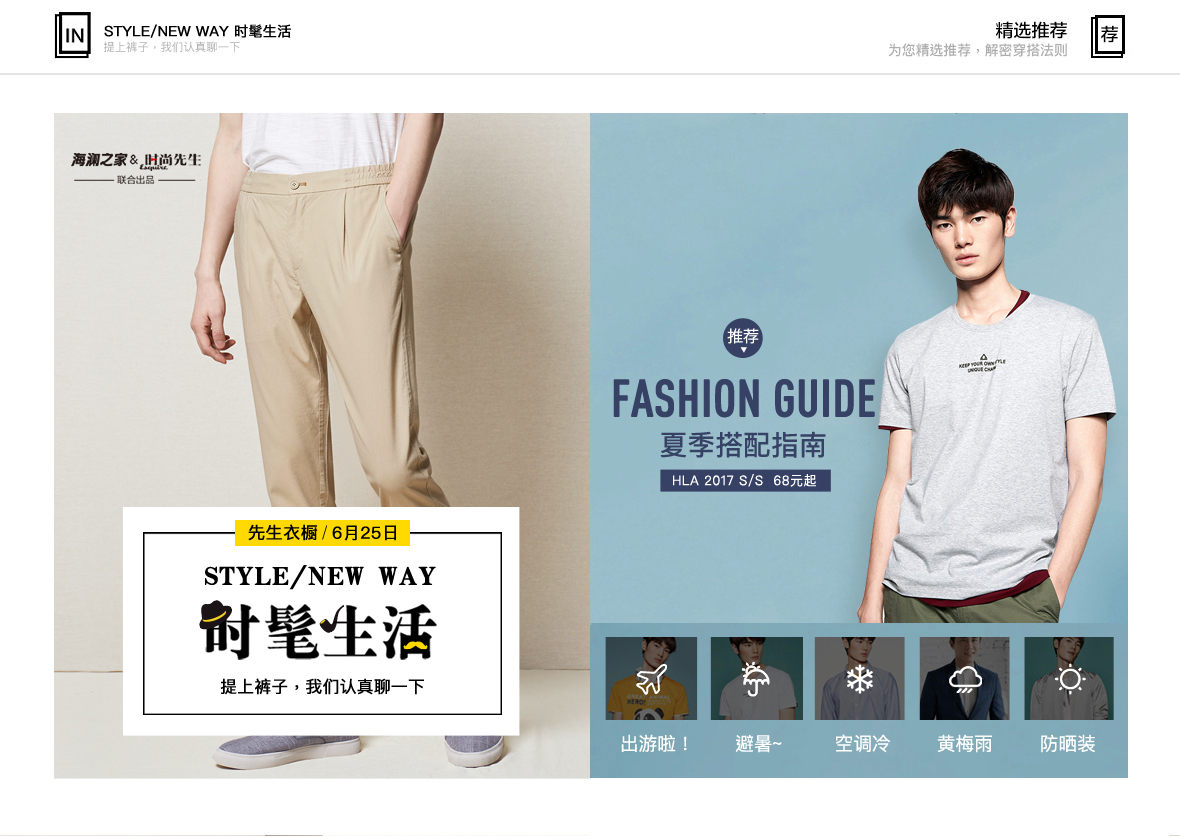 IN
STYLE/NEW WAY 时髦生活
提上裤子，我们认真聊一下
精选推荐
为您精选推荐，解密穿搭法则
荐
海澜之家 & 时尚先生
Esquire
联合出品
先生衣橱 / 6月25日
STYLE/NEW WAY
时髦生活
提上裤子，我们认真聊一下
推荐
FASHION GUIDE
夏季搭配指南
HLA 2017 S/S 68元起
KEEP YOUR OWN STYLE
出游啦！
避暑~
空调冷
黄梅雨
防晒装